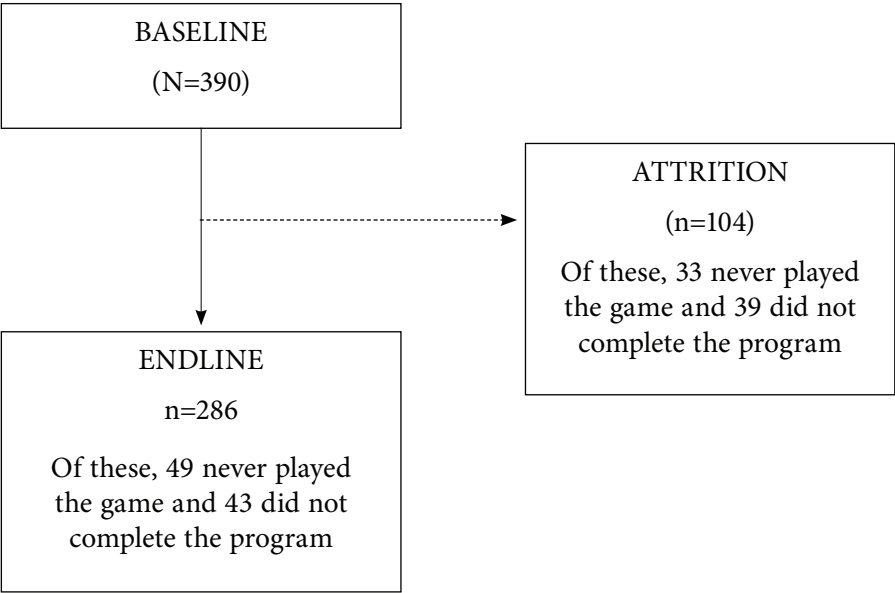 BASELINE
(N=390)
ATTRITION
(n=104)
Of these, 33 never played
the game and 39 did not
complete the program
ENDLINE
n=286
Of these, 49 never played
the game and 43 did not
complete the program